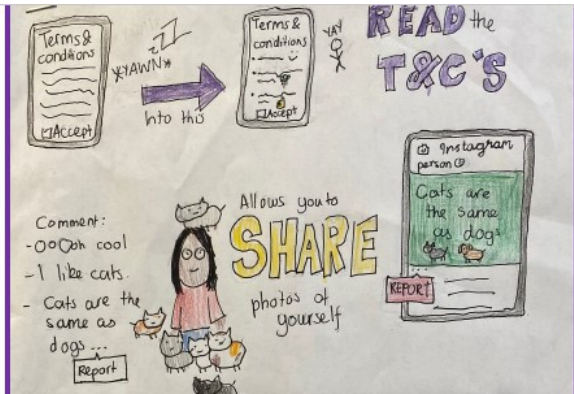 Terms &
conditions
Accept
*YAWN*
zzz
Into this
Terms &
conditions
Accept
YAY
READ the
T&C'S
Comment:
- OoOoh cool
- I like cats.
- Cats are the
same as
dogs ...
Report
Allows you to
SHARE
photos of
yourself
Instagram
person
Cats are
the same
as dogs
REPORT